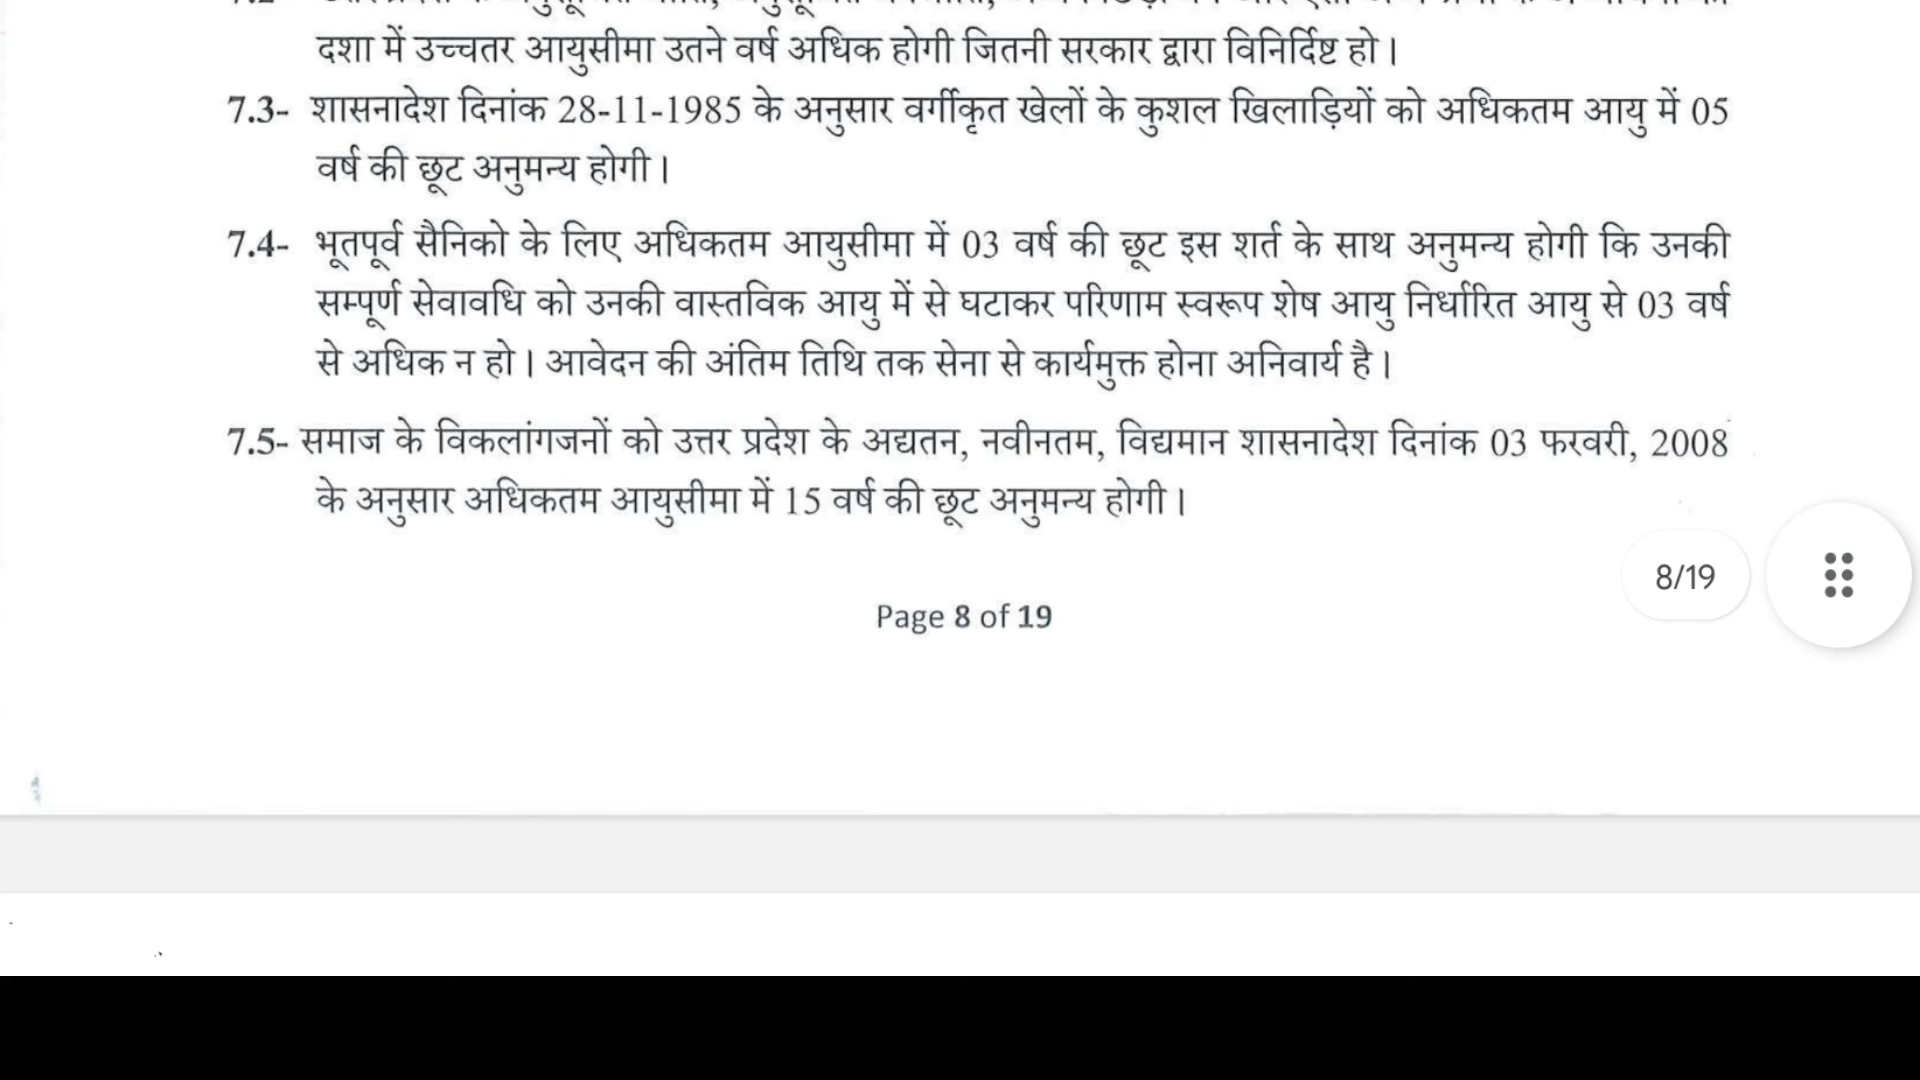 दशा में उच्चतर आयुसीमा उतने वर्ष अधिक होगी जितनी सरकार द्वारा विनिर्दिष्ट हो।
7.3- शासनादेश दिनांक 28-11-1985 के अनुसार वर्गीकृत खेलों के कुशल खिलाड़ियों को अधिकतम आयु में 05
वर्ष की छूट अनुमन्य होगी।
7.4- भूतपूर्व सैनिको के लिए अधिकतम आयुसीमा में 03 वर्ष की छूट इस शर्त के साथ अनुमन्य होगी कि उनकी
सम्पूर्ण सेवावधि को उनकी वास्तविक आयु में से घटाकर परिणाम स्वरूप शेष आयु निर्धारित आयु से 03 वर्ष
से अधिक न हो। आवेदन की अंतिम तिथि तक सेना से कार्यमुक्त होना अनिवार्य है।
7.5- समाज के विकलांगजनों को उत्तर प्रदेश के अद्यतन, नवीनतम, विद्यमान शासनादेश दिनांक 03 फरवरी, 2008
के अनुसार अधिकतम आयुसीमा में 15 वर्ष की छूट अनुमन्य होगी।
8/19
Page 8 of 19